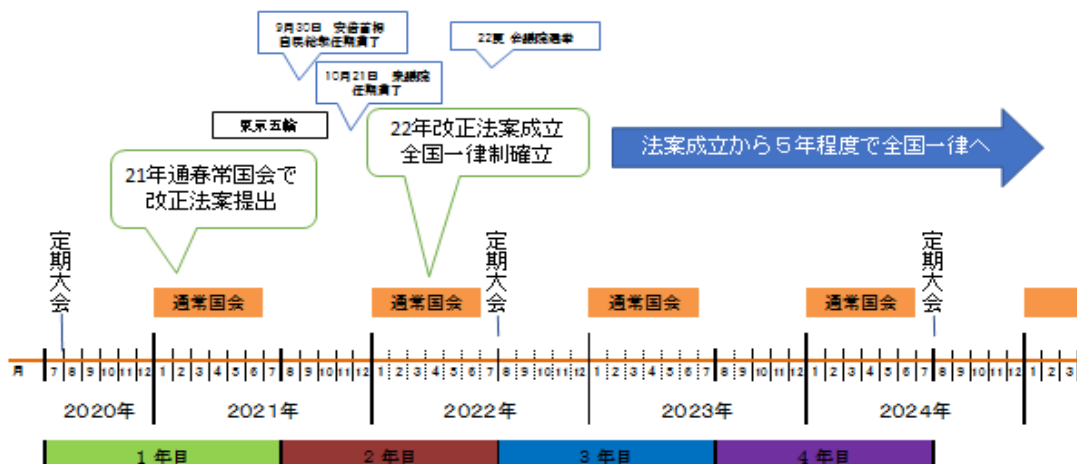 9月30日 安倍首相
自民総裁任期満了
22夏 参議院選挙
10月21日 衆議院
任期満了
東京五輪
22年改正法案成立
全国一律制確立
法案成立から5年程度で全国一律へ
21年通春常国会で
改正法案提出
定期大会
定期大会
定期大会
通常国会
通常国会
通常国会
通常国会
月 7 8 9 10 11 12 1 2 3 4 5 6 7 8 9 10 11 12 1 2 3 4 5 6 7 8 9 10 11 12 1 2 3 4 5 6 7 8 9 10 11 12 1 2 3 4 5 6 7 8 9 10 11 12 1 2 3
2020年 2021年 2022年 2023年 2024年
1 年目 2 年目 3 年目 4 年目